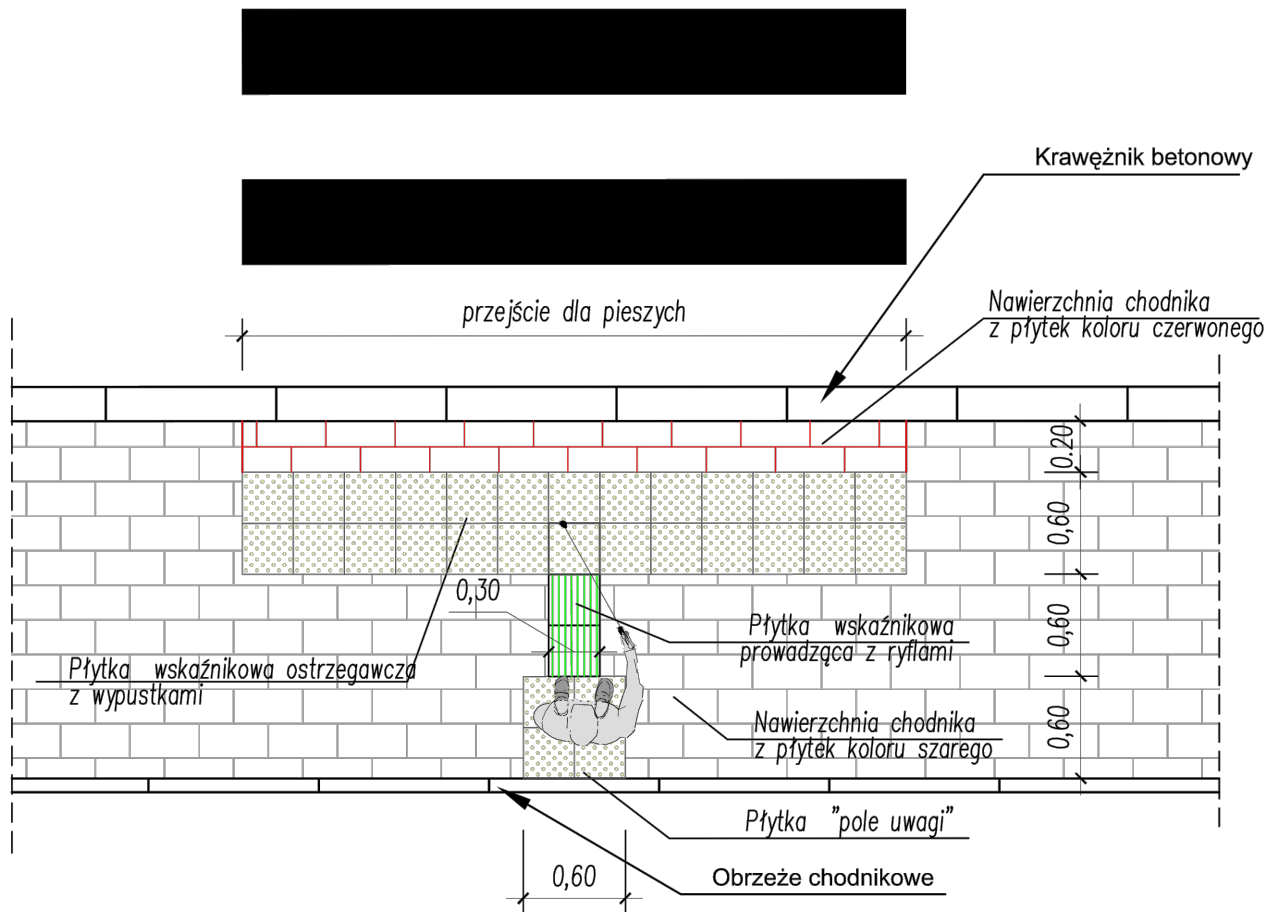 Krawężnik betonowy
przejście dla pieszych
Nawierzchnia chodnika
z płytek koloru czerwonego
0.20
0,60
0,30
Płytka wskaźnikowa
prowadząca z ryflami
0,60
Płytka wskaźnikowa ostrzegawcza
z wypustkami
Nawierzchnia chodnika
z płytek koloru szarego
0,60
Płytka "pole uwagi"
0,60
Obrzeże chodnikowe